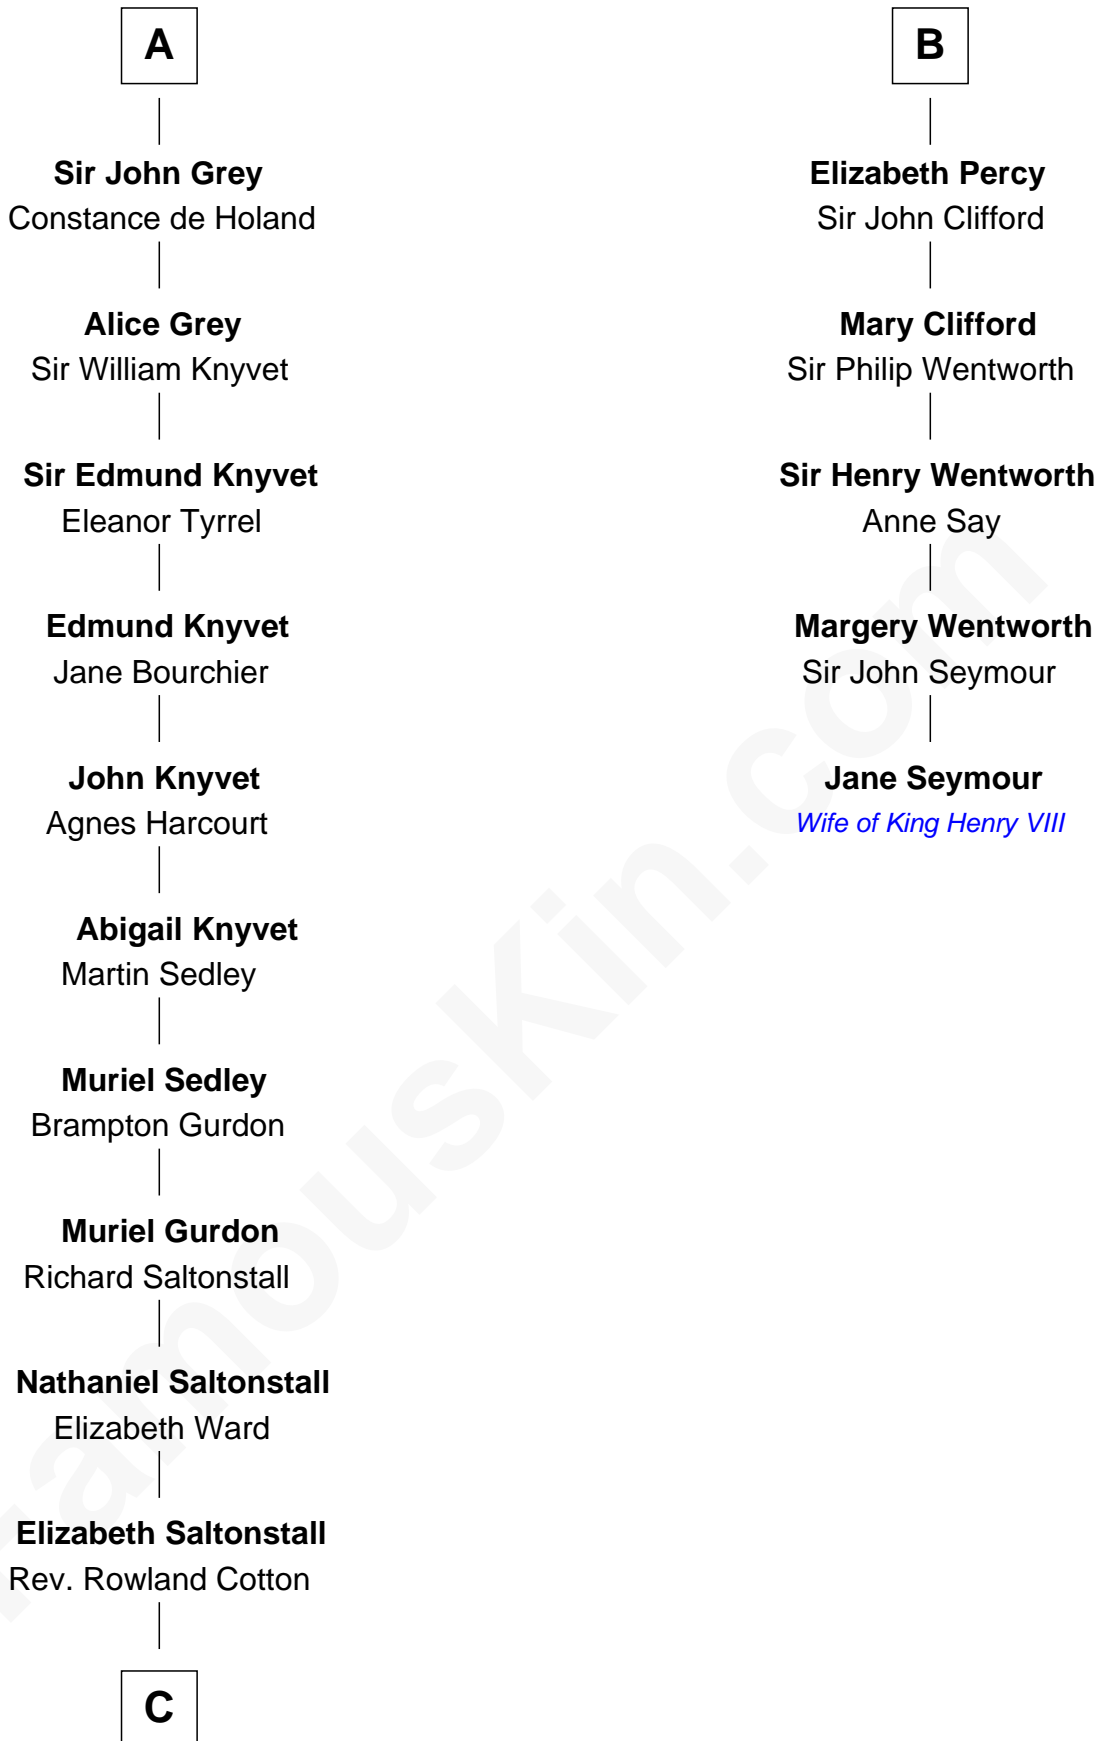 A
Sir John Grey
Constance de Holand
Alice Grey
Sir William Knyvet
Sir Edmund Knyvet
Eleanor Tyrrel
Edmund Knyvet
Jane Bourchier
John Knyvet
Agnes Harcourt
Abigail Knyvet
Martin Sedley
Muriel Sedley
Brampton Gurdon
Muriel Gurdon
Richard Saltonstall
Nathaniel Saltonstall
Elizabeth Ward
Elizabeth Saltonstall
Rev. Rowland Cotton
C
B
Elizabeth Percy
Sir John Clifford
Mary Clifford
Sir Philip Wentworth
Sir Henry Wentworth
Anne Say
Margery Wentworth
Sir John Seymour
Jane Seymour
Wife of King Henry VIII
FamousKin.com